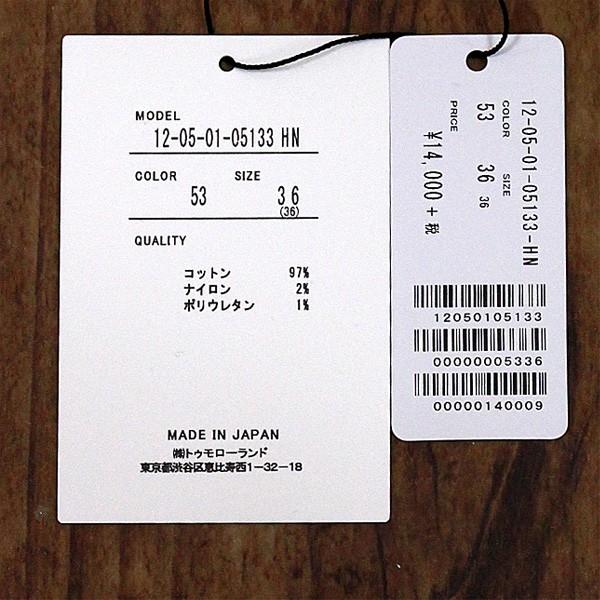 MODEL
12-05-01-05133 HN
COLOR SIZE
53 36
(36)
QUALITY
コットン 97%
ナイロン 2%
ポリウレタン 1%
MADE IN JAPAN
㈱トゥモローランド
東京都渋谷区恵比寿西1-32-18
12-05-01-05133-HN
COLOR SIZE
53 36 36
PRICE
¥14,000+税
12050105133
00000005336
00000140009